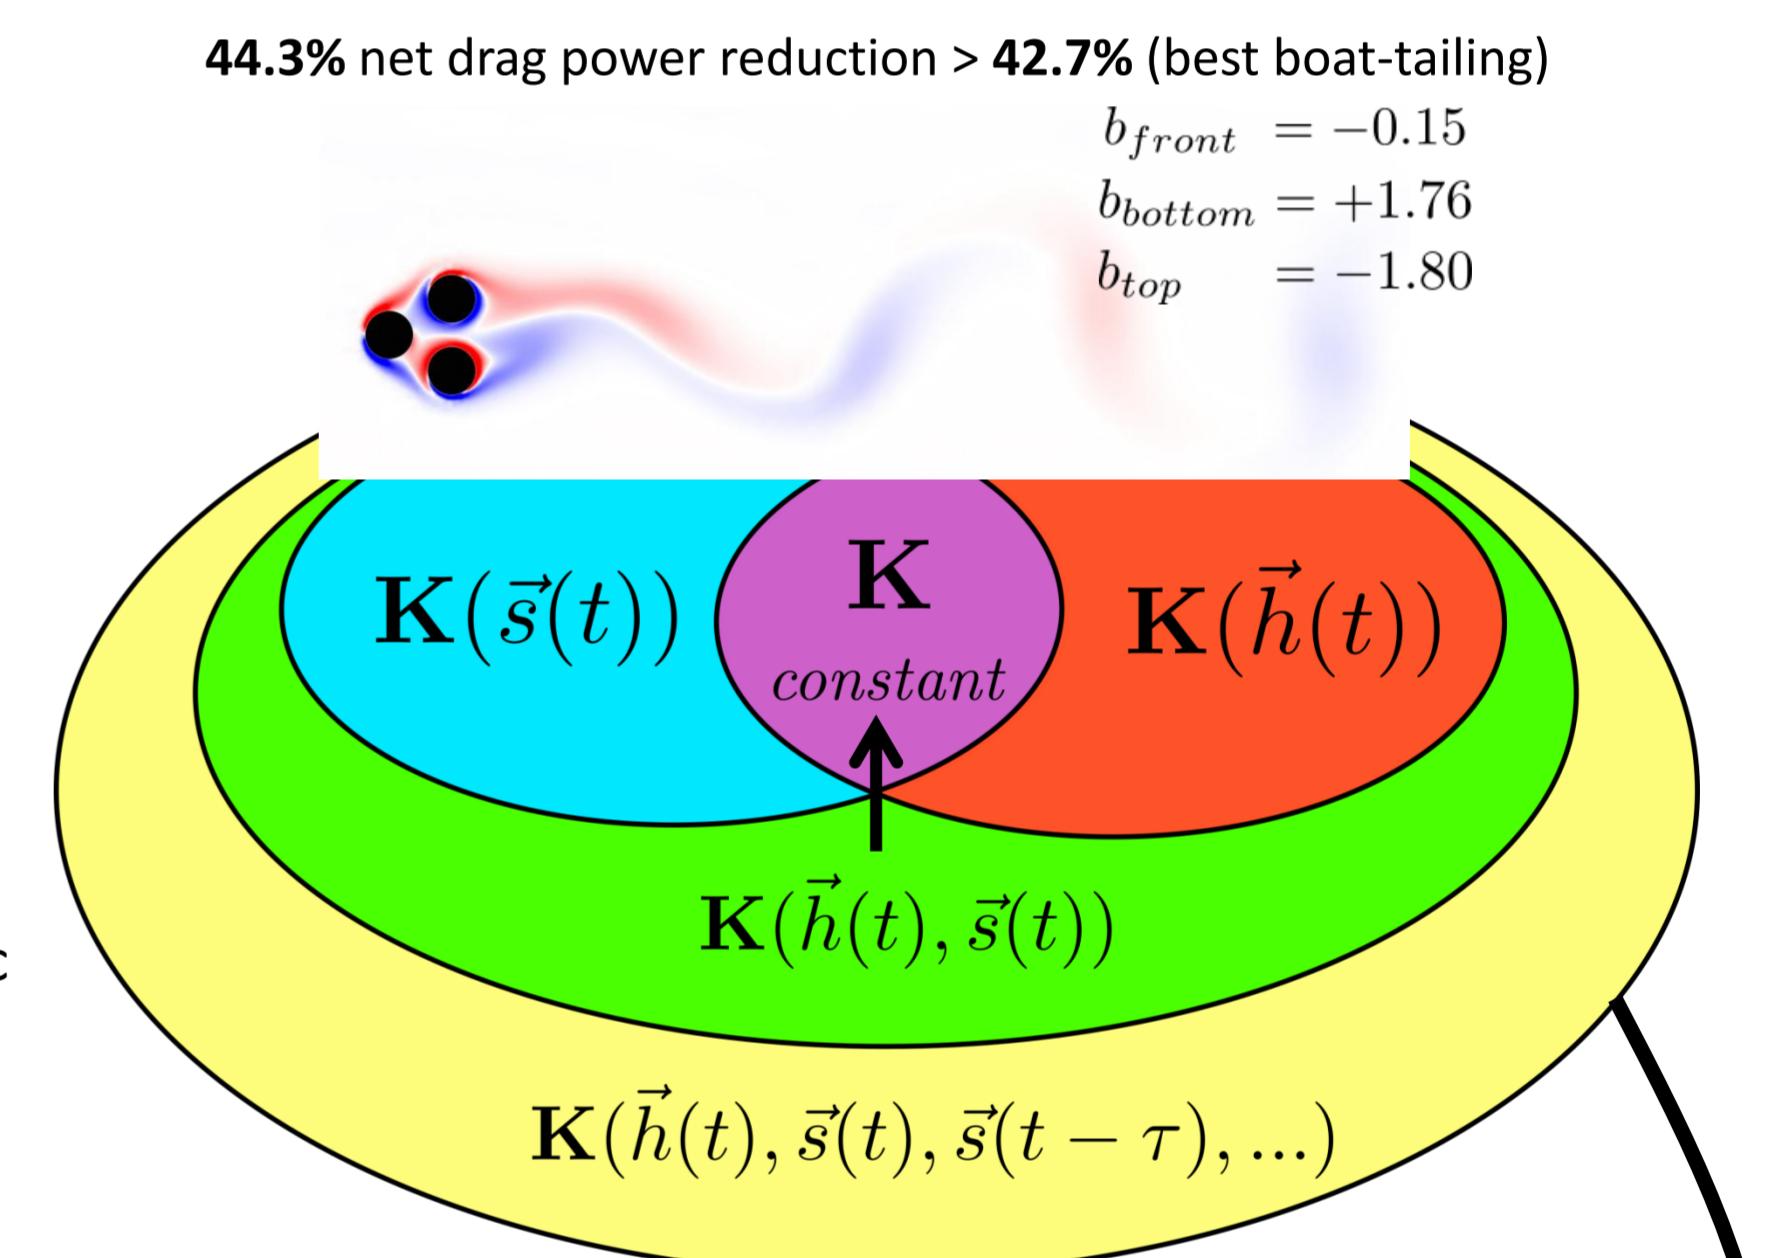 44.3% net drag power reduction > 42.7% (best boat-tailing)
b_front = −0.15
b_bottom = +1.76
b_top = −1.80
K
K(s⃗(t))
K(h⃗(t))
constant
K(h⃗(t), s⃗(t))
c
K(h⃗(t), s⃗(t), s⃗(t − τ), ...)